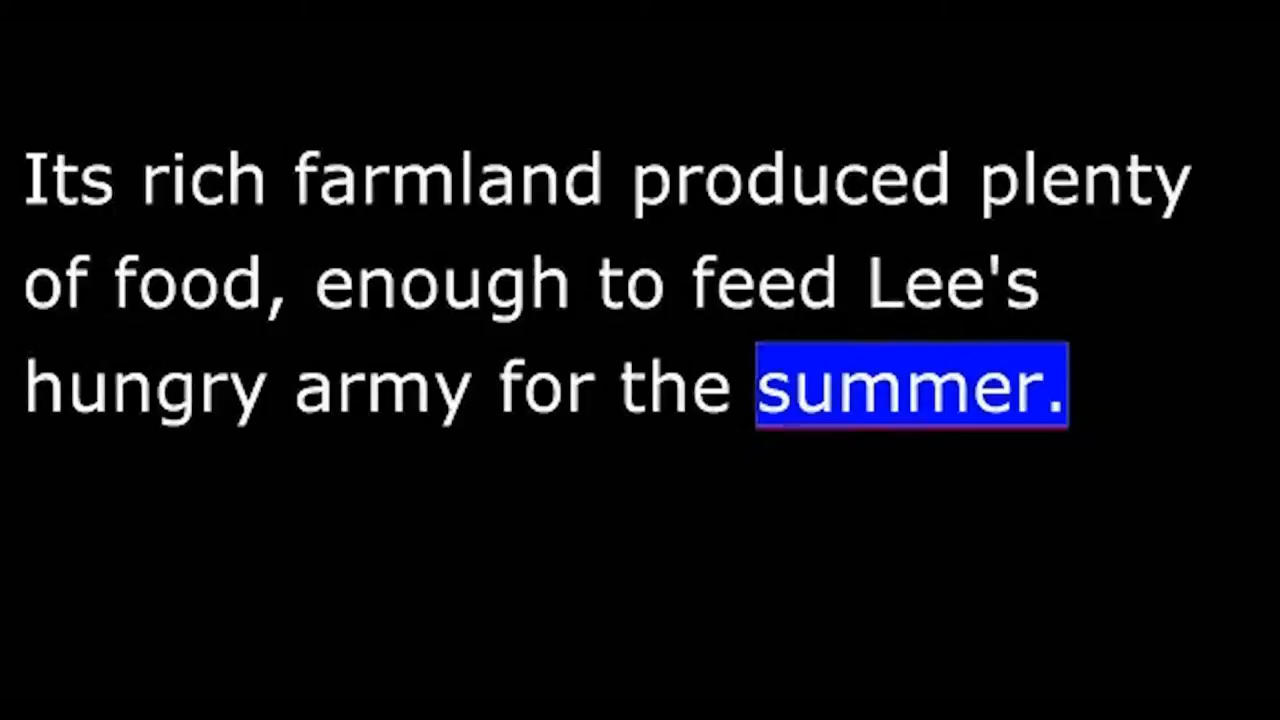 Its rich farmland produced plenty
of food, enough to feed Lee's
hungry army for the summer.